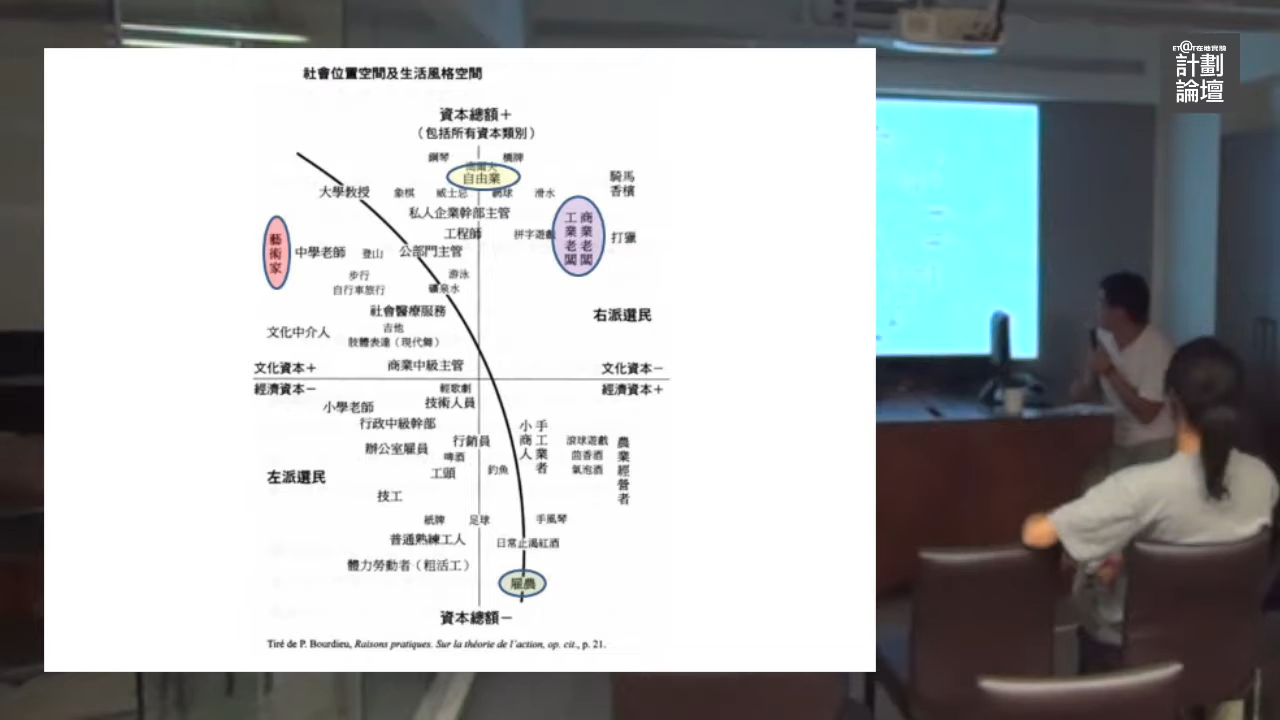 ET@T在地實驗
計劃
論壇
社會位置空間及生活風格空間
資本總額＋
（包括所有資本類別）
鋼琴
橋牌
高爾夫
自由業
騎馬
香檳
大學教授
象棋
威士忌
網球
滑水
私人企業幹部主管
工業老闆
商業老闆
藝術家
工程師
拼字遊戲
打獵
中學老師
登山
公部門主管
步行
游泳
自行車旅行
礦泉水
社會醫療服務
右派選民
文化中介人
吉他
肢體表達（現代舞）
商業中級主管
文化資本＋
文化資本－
經濟資本－
經濟資本＋
輕歌劇
小學老師
技術人員
行政中級幹部
小商人
手工業者
辦公室雇員
行銷員
滾球遊戲
農業經營者
啤酒
茴香酒
工頭
釣魚
氣泡酒
左派選民
技工
紙牌
足球
手風琴
普通熟練工人
日常止渴紅酒
體力勞動者（粗活工）
雇農
資本總額－
Tiré de P. Bourdieu, Raisons pratiques. Sur la théorie de l'action, op. cit., p. 21.